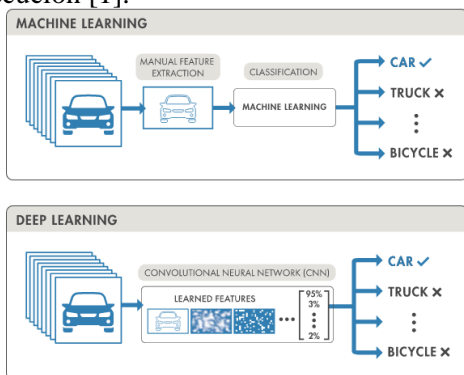 MACHINE LEARNING
MANUAL FEATURE
EXTRACTION
CLASSIFICATION
MACHINE LEARNING
CAR ✓
TRUCK ✕
⋮
BICYCLE ✕
DEEP LEARNING
CONVOLUTIONAL NEURAL NETWORK (CNN)
LEARNED FEATURES
•••
95%
3%
⋮
2%
CAR ✓
TRUCK ✕
⋮
BICYCLE ✕